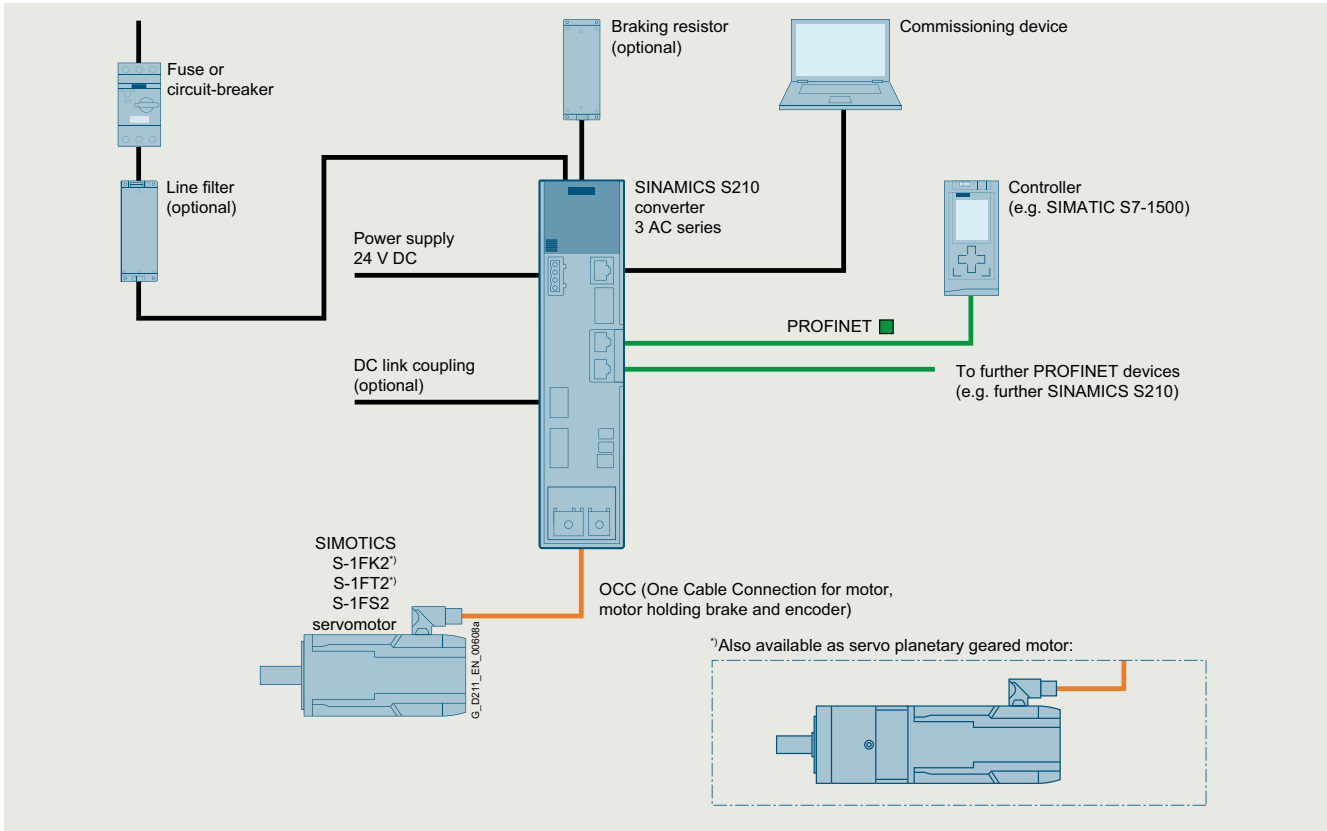 Fuse or
circuit-breaker
Braking resistor
(optional)
Commissioning device
Line filter
(optional)
SINAMICS S210
converter
3 AC series
Controller
(e.g. SIMATIC S7-1500)
Power supply
24 V DC
PROFINET
DC link coupling
(optional)
To further PROFINET devices
(e.g. further SINAMICS S210)
SIMOTICS
S-1FK2*)
S-1FT2*)
S-1FS2
servomotor
OCC (One Cable Connection for motor,
motor holding brake and encoder)
G_D211_EN_00608a
*)Also available as servo planetary geared motor: